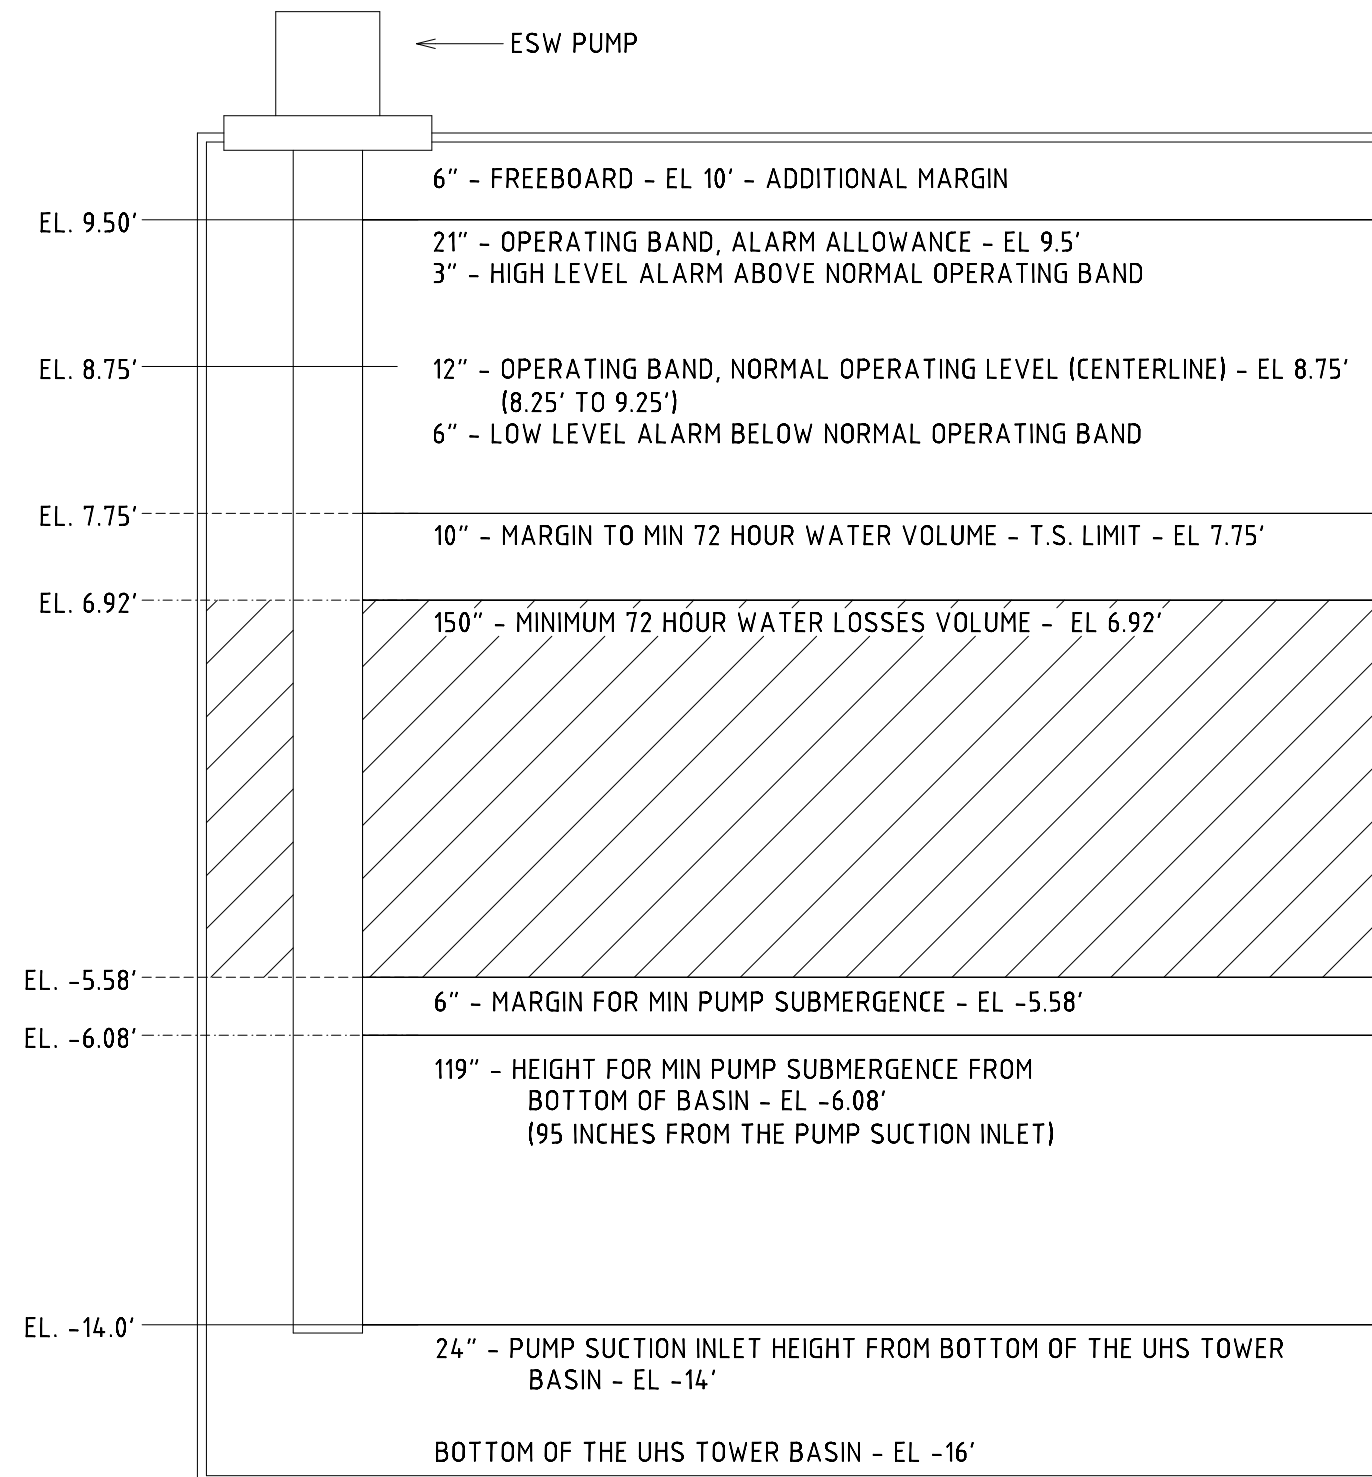 ESW PUMP
6" - FREEBOARD - EL 10' - ADDITIONAL MARGIN
EL. 9.50'
21" - OPERATING BAND, ALARM ALLOWANCE - EL 9.5'
3" - HIGH LEVEL ALARM ABOVE NORMAL OPERATING BAND
EL. 8.75'
12" - OPERATING BAND, NORMAL OPERATING LEVEL (CENTERLINE) - EL 8.75'
(8.25' TO 9.25')
6" - LOW LEVEL ALARM BELOW NORMAL OPERATING BAND
EL. 7.75'
10" - MARGIN TO MIN 72 HOUR WATER VOLUME - T.S. LIMIT - EL 7.75'
EL. 6.92'
150" - MINIMUM 72 HOUR WATER LOSSES VOLUME - EL 6.92'
EL. -5.58'
6" - MARGIN FOR MIN PUMP SUBMERGENCE - EL -5.58'
EL. -6.08'
119" - HEIGHT FOR MIN PUMP SUBMERGENCE FROM
BOTTOM OF BASIN - EL -6.08'
(95 INCHES FROM THE PUMP SUCTION INLET)
EL. -14.0'
24" - PUMP SUCTION INLET HEIGHT FROM BOTTOM OF THE UHS TOWER
BASIN - EL -14'
BOTTOM OF THE UHS TOWER BASIN - EL -16'